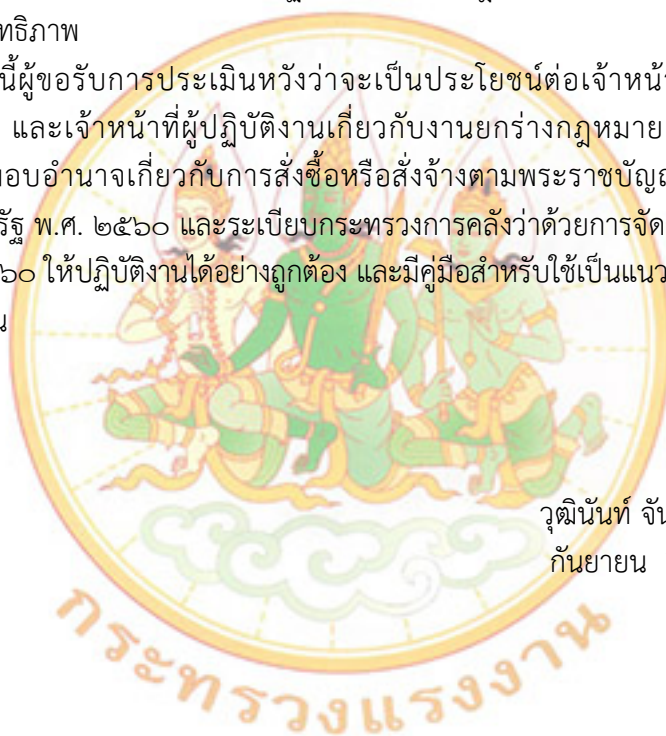 ทธิภาพ
นี้ผู้ขอรับการประเมินหวังว่าจะเป็นประโยชน์ต่อเจ้าหน้า
และเจ้าหน้าที่ผู้ปฏิบัติงานเกี่ยวกับงานยกร่างกฎหมาย
มอบอำนาจเกี่ยวกับการสั่งซื้อหรือสั่งจ้างตามพระราชบัญญ
รัฐ พ.ศ. ๒๕๖๐ และระเบียบกระทรวงการคลังว่าด้วยการจัด
๖๐ ให้ปฏิบัติงานได้อย่างถูกต้อง และมีคู่มือสำหรับใช้เป็นแนว
น
วุฒินันท์ จัน
กันยายน
กระทรวงแรงงาน